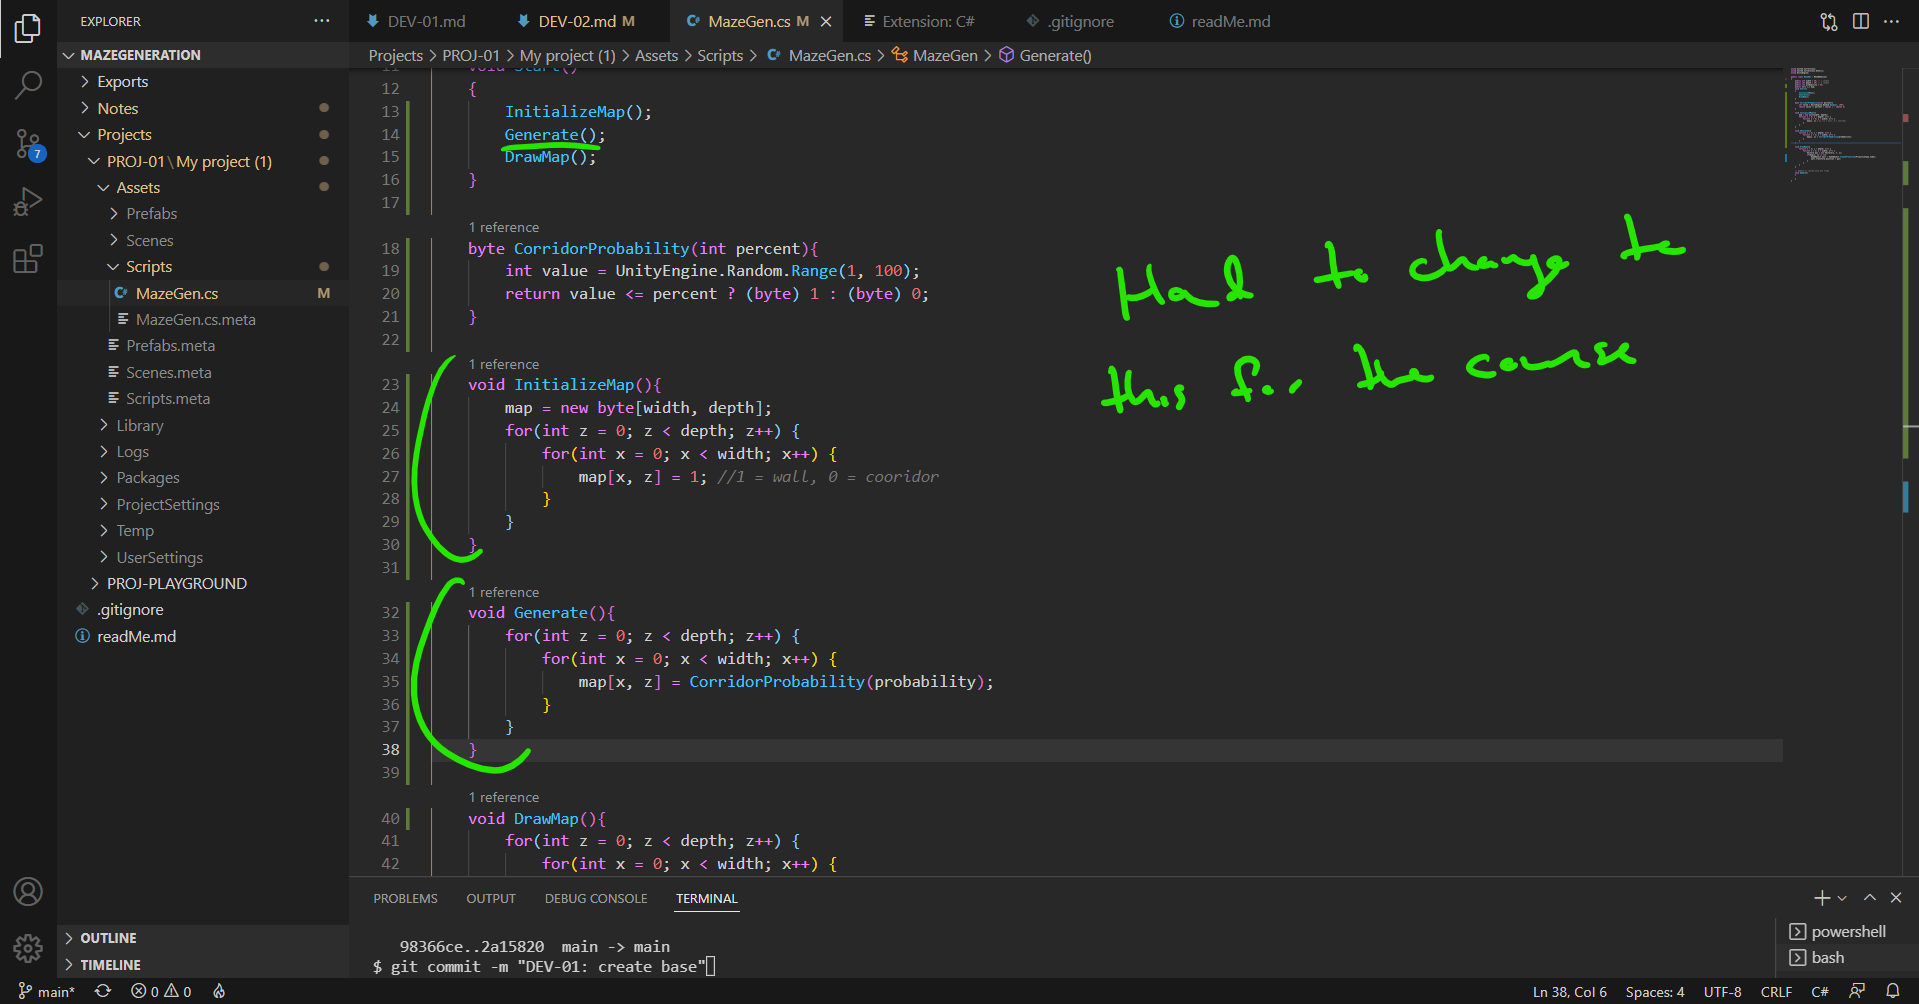 EXPLORER ···
MAZEGENERATION
Exports
Notes
Projects
PROJ-01 \ My project (1)
Assets
Prefabs
Scenes
Scripts
MazeGen.cs M
MazeGen.cs.meta
Prefabs.meta
Scenes.meta
Scripts.meta
Library
Logs
Packages
ProjectSettings
Temp
UserSettings
PROJ-PLAYGROUND
.gitignore
readMe.md
OUTLINE
TIMELINE
7
DEV-01.md DEV-02.md M MazeGen.cs M Extension: C# .gitignore readMe.md
Projects > PROJ-01 > My project (1) > Assets > Scripts > MazeGen.cs > MazeGen > Generate()
11 void Start()
12 {
13 InitializeMap();
14 Generate();
15 DrawMap();
16 }
17
1 reference
18 byte CorridorProbability(int percent){
19 int value = UnityEngine.Random.Range(1, 100);
20 return value <= percent ? (byte) 1 : (byte) 0;
21 }
22
1 reference
23 void InitializeMap(){
24 map = new byte[width, depth];
25 for(int z = 0; z < depth; z++) {
26 for(int x = 0; x < width; x++) {
27 map[x, z] = 1; //1 = wall, 0 = cooridor
28 }
29 }
30 }
31
1 reference
32 void Generate(){
33 for(int z = 0; z < depth; z++) {
34 for(int x = 0; x < width; x++) {
35 map[x, z] = CorridorProbability(probability);
36 }
37 }
38 }
39
1 reference
40 void DrawMap(){
41 for(int z = 0; z < depth; z++) {
42 for(int x = 0; x < width; x++) {
Had to change to
this for the course
PROBLEMS OUTPUT DEBUG CONSOLE TERMINAL
98366ce..2a15820 main -> main
$ git commit -m "DEV-01: create base"
powershell
bash
main* 0 0 Ln 38, Col 6 Spaces: 4 UTF-8 CRLF C#